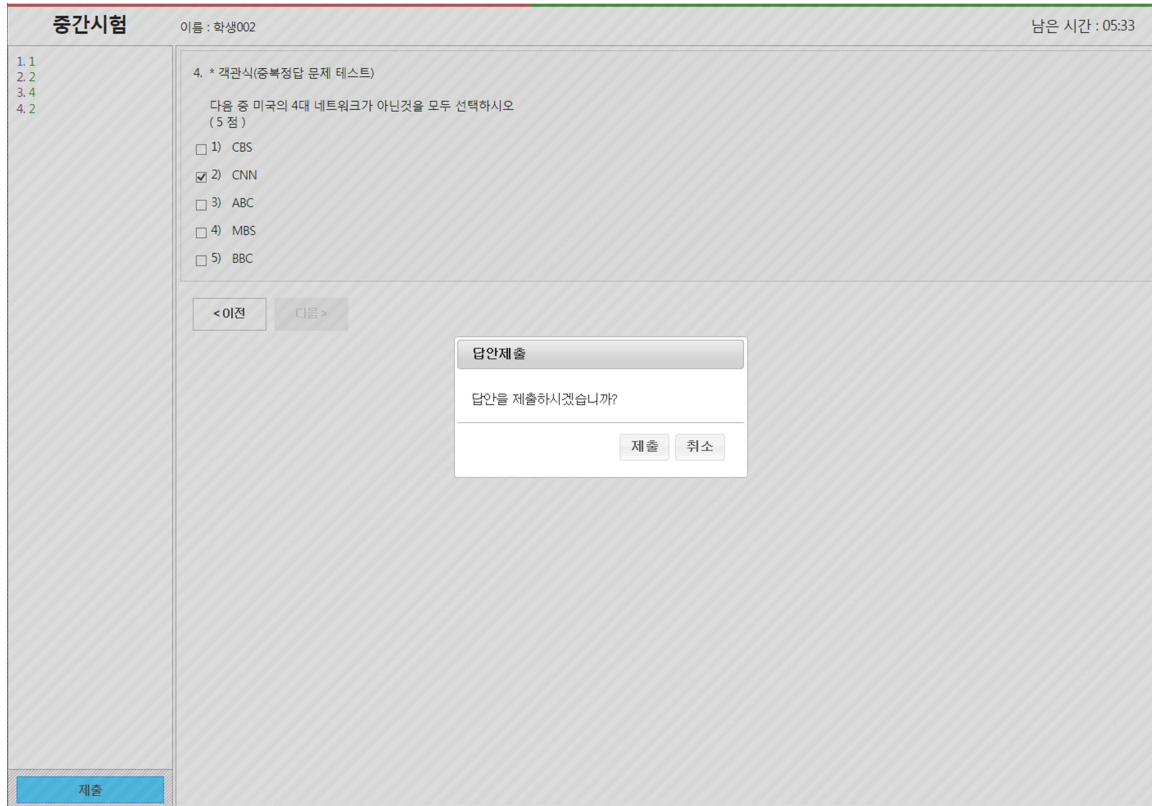 중간시험
이름 : 학생002
남은 시간 : 05:33
1. 1
2. 2
3. 4
4. 2
4. * 객관식(중복정답 문제 테스트)
다음 중 미국의 4대 네트워크가 아닌것을 모두 선택하시오
( 5 점 )
1) CBS
2) CNN
3) ABC
4) MBS
5) BBC
<이전
다음>
답안제출
답안을 제출하시겠습니까?
제출 취소
제출